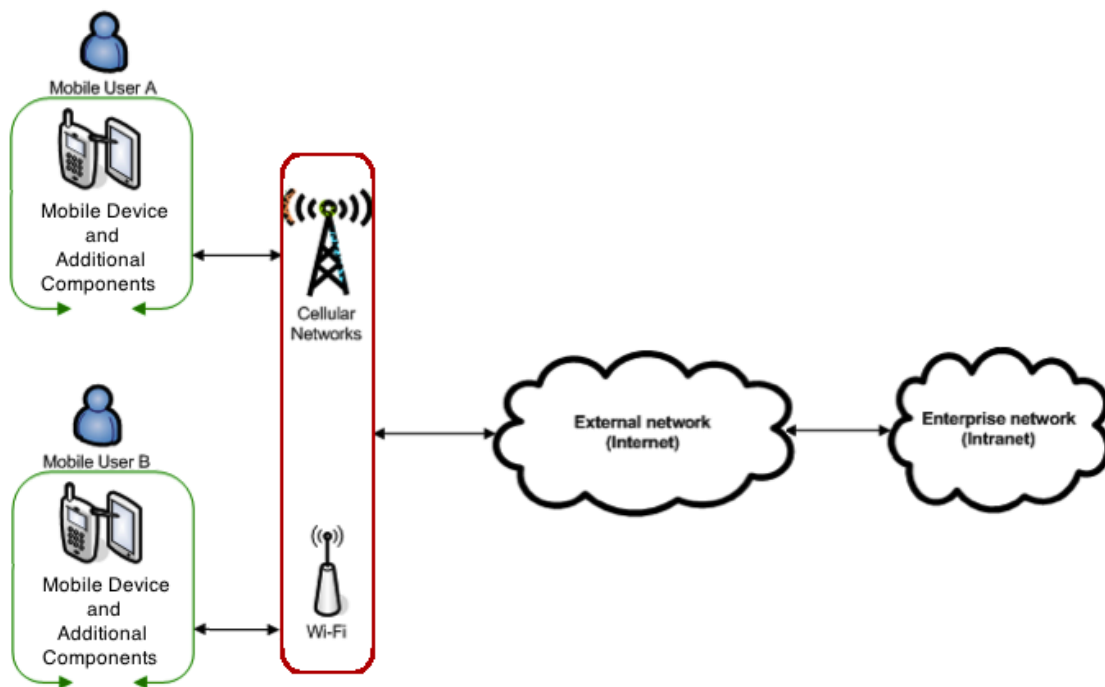 Mobile User A
Mobile Device
and
Additional
Components
Cellular
Networks
External network
(Internet)
Enterprise network
(Intranet)
Mobile User B
Mobile Device
and
Additional
Components
Wi-Fi